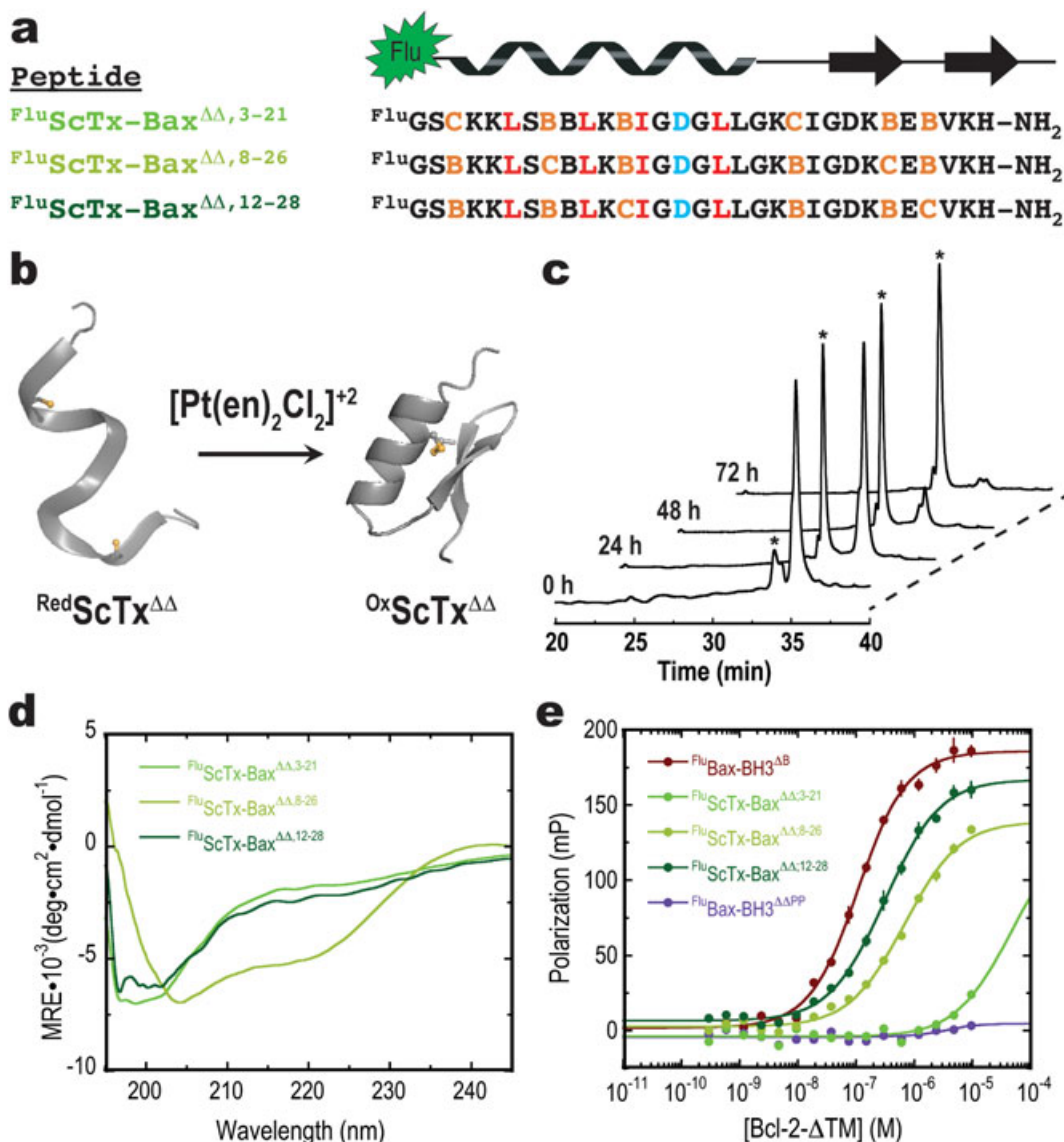 a
Flu
Peptide
FluScTx-BaxΔΔ,3-21 FluGSCKKLSBBLKBIGDGLLGKCIGDKBEBVKH-NH2
FluScTx-BaxΔΔ,8-26 FluGSBKKLSCBLKBIGDGLLGKBIGDKCEBVKH-NH2
FluScTx-BaxΔΔ,12-28 FluGSBKKLSBBLKCIGDGLLGKBIGDKBECVKH-NH2
b
[Pt(en)2Cl2]+2
RedScTxΔΔ
OxScTxΔΔ
c
*
*
*
*
72 h
48 h
24 h
0 h
20 25 30 35 40
Time (min)
d
5
0
-5
-10
MRE•10-3(deg•cm2•dmol-1)
FluScTx-BaxΔΔ,3-21
FluScTx-BaxΔΔ,8-26
FluScTx-BaxΔΔ,12-28
200 210 220 230 240
Wavelength (nm)
e
200
150
100
50
0
Polarization (mP)
FluBax-BH3ΔB
FluScTx-BaxΔΔ;3-21
FluScTx-BaxΔΔ;8-26
FluScTx-BaxΔΔ;12-28
FluBax-BH3ΔΔPP
10-11 10-10 10-9 10-8 10-7 10-6 10-5 10-4
[Bcl-2-ΔTM] (M)